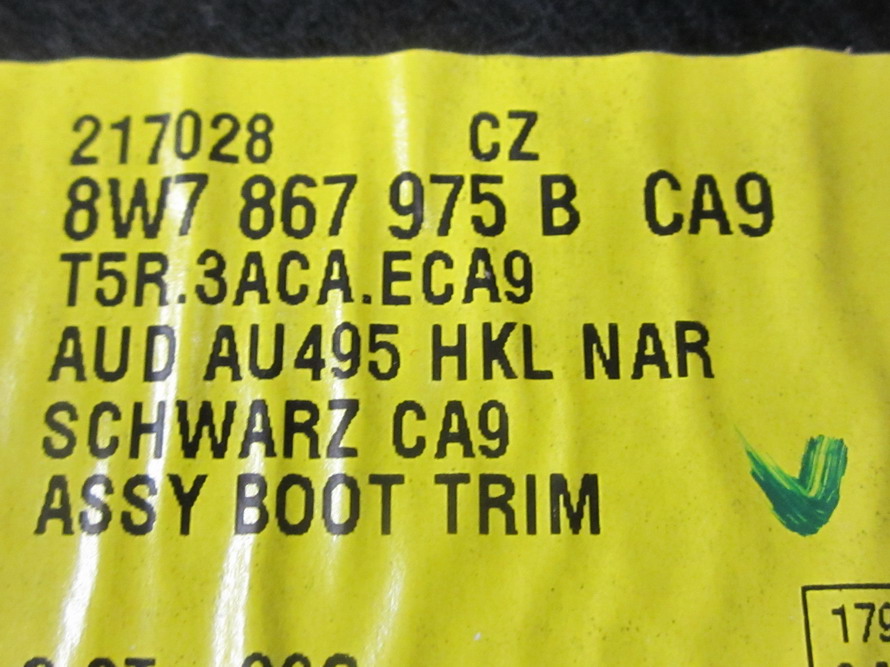 217028 CZ
8W7 867 975 B CA9
T5R.3ACA.ECA9
AUD AU495 HKL NAR
SCHWARZ CA9
ASSY BOOT TRIM